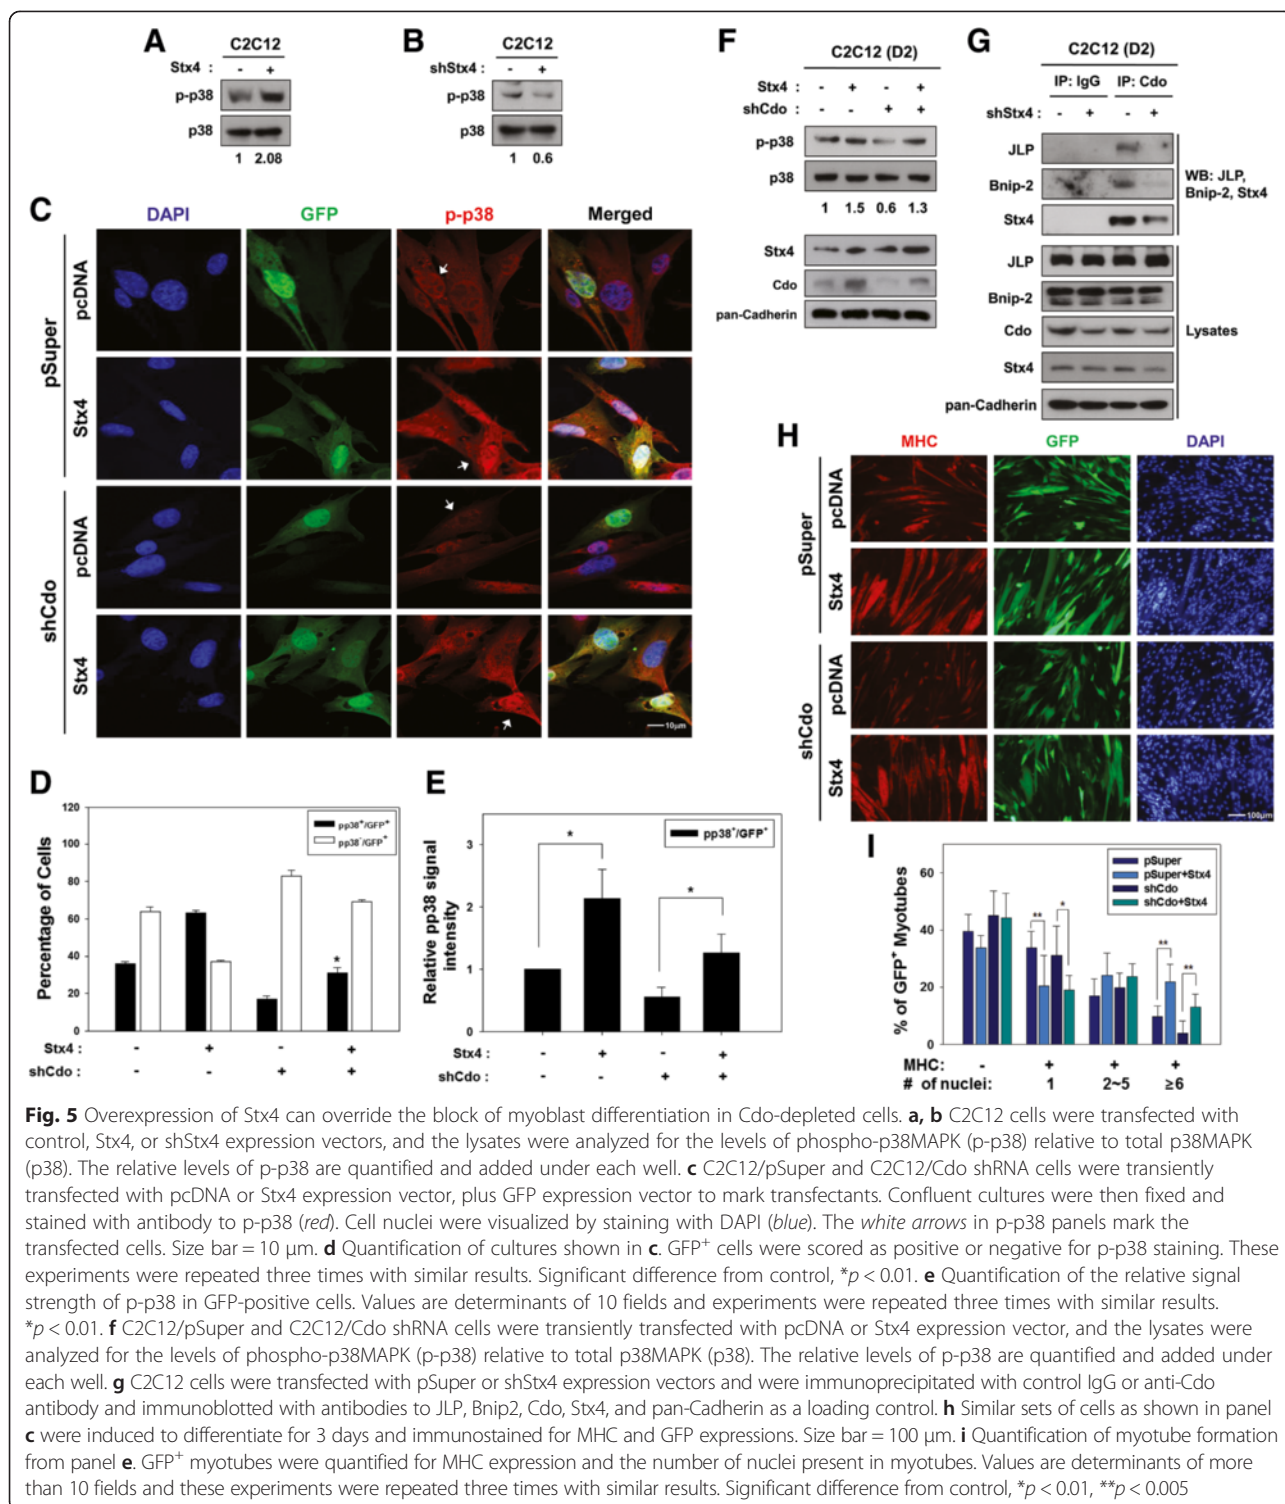 A
C2C12
Stx4 : - +
p-p38
p38
1 2.08
B
C2C12
shStx4 : - +
p-p38
p38
1 0.6
C
DAPI GFP p-p38 Merged
pSuper
pcDNA
Stx4
shCdo
pcDNA
Stx4
10μm
D
Percentage of Cells
120
100
80
60
40
20
0
pp38⁺/GFP⁺
pp38⁻/GFP⁺
*
Stx4 : - + - +
shCdo : - - + +
E
Relative pp38 signal
intensity
3
2
1
0
pp38⁺/GFP⁺
*
*
Stx4 : - + - +
shCdo : - - + +
F
C2C12 (D2)
Stx4 : - + - +
shCdo : - - + +
p-p38
p38
1 1.5 0.6 1.3
Stx4
Cdo
pan-Cadherin
G
C2C12 (D2)
IP: IgG IP: Cdo
shStx4 : - + - +
JLP
Bnip-2
Stx4
WB: JLP,
Bnip-2, Stx4
JLP
Bnip-2
Cdo
Stx4
pan-Cadherin
Lysates
H
MHC GFP DAPI
pSuper
pcDNA
Stx4
shCdo
pcDNA
Stx4
100μm
I
% of GFP⁺ Myotubes
60
40
20
0
pSuper
pSuper+Stx4
shCdo
shCdo+Stx4
** * ** **
MHC: - + + +
# of nuclei: 1 2~5 ≥6
Fig. 5 Overexpression of Stx4 can override the block of myoblast differentiation in Cdo-depleted cells. a, b C2C12 cells were transfected with
control, Stx4, or shStx4 expression vectors, and the lysates were analyzed for the levels of phospho-p38MAPK (p-p38) relative to total p38MAPK
(p38). The relative levels of p-p38 are quantified and added under each well. c C2C12/pSuper and C2C12/Cdo shRNA cells were transiently
transfected with pcDNA or Stx4 expression vector, plus GFP expression vector to mark transfectants. Confluent cultures were then fixed and
stained with antibody to p-p38 (red). Cell nuclei were visualized by staining with DAPI (blue). The white arrows in p-p38 panels mark the
transfected cells. Size bar = 10 μm. d Quantification of cultures shown in c. GFP⁺ cells were scored as positive or negative for p-p38 staining. These
experiments were repeated three times with similar results. Significant difference from control, *p < 0.01. e Quantification of the relative signal
strength of p-p38 in GFP-positive cells. Values are determinants of 10 fields and experiments were repeated three times with similar results.
*p < 0.01. f C2C12/pSuper and C2C12/Cdo shRNA cells were transiently transfected with pcDNA or Stx4 expression vector, and the lysates were
analyzed for the levels of phospho-p38MAPK (p-p38) relative to total p38MAPK (p38). The relative levels of p-p38 are quantified and added under
each well. g C2C12 cells were transfected with pSuper or shStx4 expression vectors and were immunoprecipitated with control IgG or anti-Cdo
antibody and immunoblotted with antibodies to JLP, Bnip2, Cdo, Stx4, and pan-Cadherin as a loading control. h Similar sets of cells as shown in panel
c were induced to differentiate for 3 days and immunostained for MHC and GFP expressions. Size bar = 100 μm. i Quantification of myotube formation
from panel e. GFP⁺ myotubes were quantified for MHC expression and the number of nuclei present in myotubes. Values are determinants of more
than 10 fields and these experiments were repeated three times with similar results. Significant difference from control, *p < 0.01, **p < 0.005